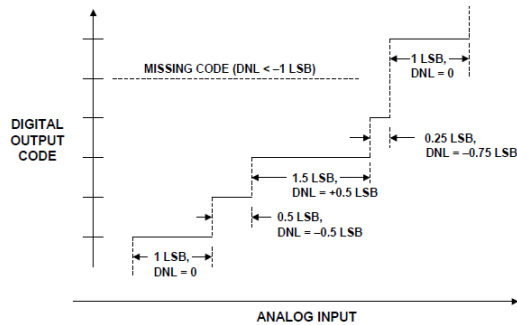 MISSING CODE (DNL < –1 LSB)
1 LSB,
DNL = 0
DIGITAL
OUTPUT
CODE
0.25 LSB,
DNL = –0.75 LSB
1.5 LSB,
DNL = +0.5 LSB
0.5 LSB,
DNL = –0.5 LSB
1 LSB,
DNL = 0
ANALOG INPUT